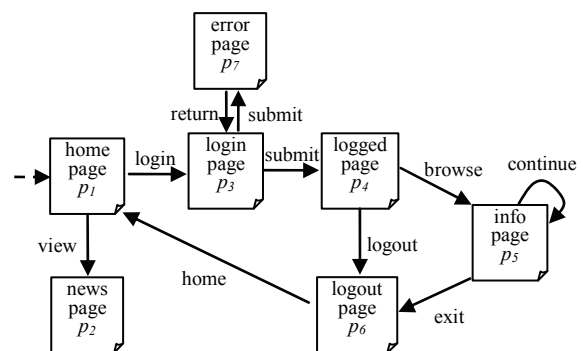 error
page
p7
return
submit
home
page
p1
login
login
page
p3
submit
logged
page
p4
browse
continue
info
page
p5
view
home
logout
news
page
p2
logout
page
p6
exit